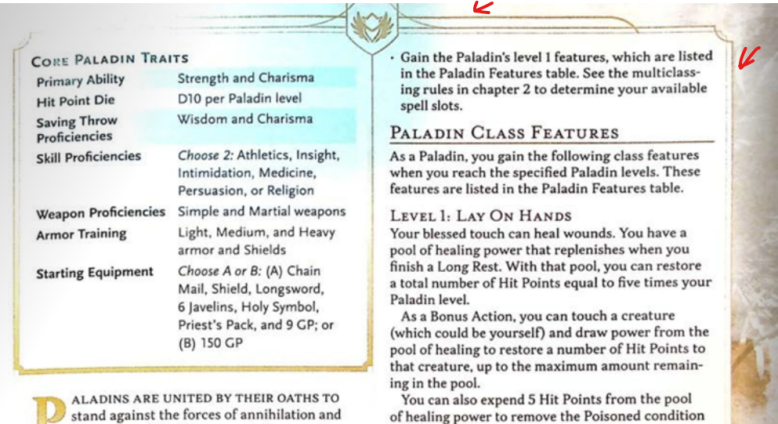 CORE PALADIN TRAITS
Primary Ability Strength and Charisma
Hit Point Die D10 per Paladin level
Saving Throw Wisdom and Charisma
Proficiencies
Skill Proficiencies Choose 2: Athletics, Insight,
Intimidation, Medicine,
Persuasion, or Religion
Weapon Proficiencies Simple and Martial weapons
Armor Training Light, Medium, and Heavy
armor and Shields
Starting Equipment Choose A or B: (A) Chain
Mail, Shield, Longsword,
6 Javelins, Holy Symbol,
Priest's Pack, and 9 GP; or
(B) 150 GP
PALADINS ARE UNITED BY THEIR OATHS TO
stand against the forces of annihilation and
· Gain the Paladin's level 1 features, which are listed
in the Paladin Features table. See the multiclass-
ing rules in chapter 2 to determine your available
spell slots.
PALADIN CLASS FEATURES
As a Paladin, you gain the following class features
when you reach the specified Paladin levels. These
features are listed in the Paladin Features table.
LEVEL 1: LAY ON HANDS
Your blessed touch can heal wounds. You have a
pool of healing power that replenishes when you
finish a Long Rest. With that pool, you can restore
a total number of Hit Points equal to five times your
Paladin level.
As a Bonus Action, you can touch a creature
(which could be yourself) and draw power from the
pool of healing to restore a number of Hit Points to
that creature, up to the maximum amount remain-
ing in the pool.
You can also expend 5 Hit Points from the pool
of healing power to remove the Poisoned condition